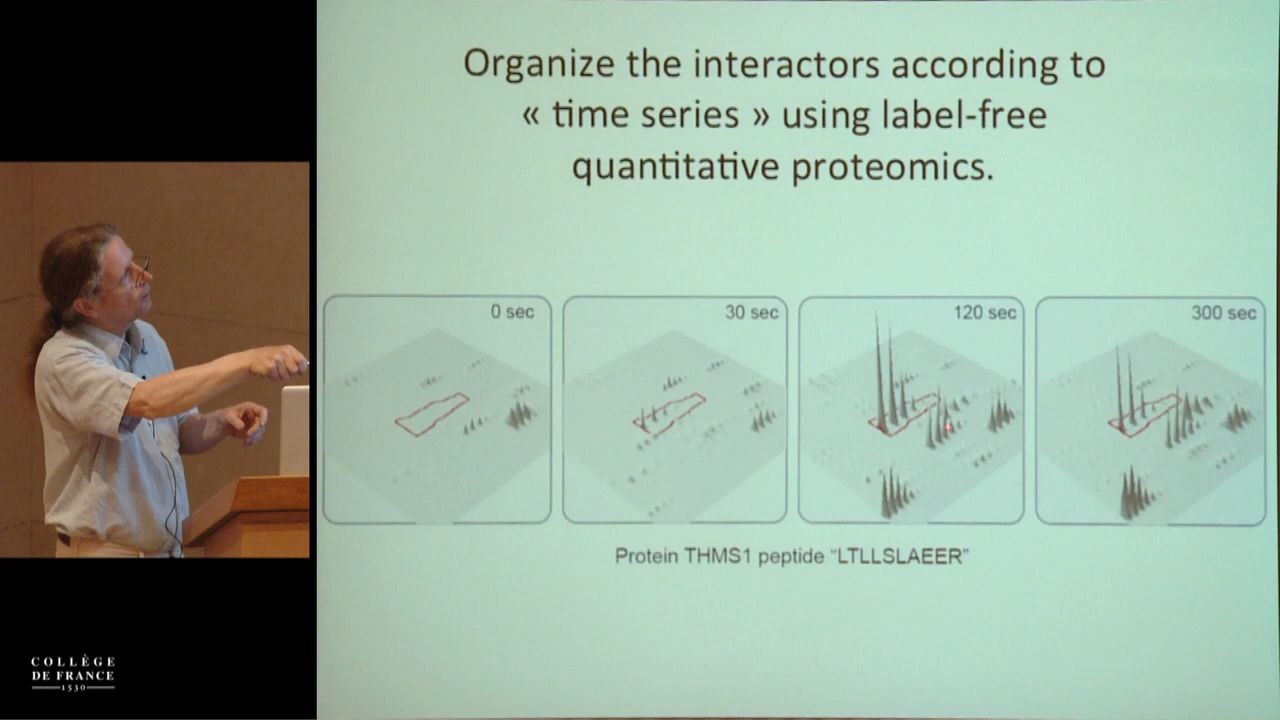 Organize the interactors according to
« time series » using label-free
quantitative proteomics.
0 sec
30 sec
120 sec
300 sec
Protein THMS1 peptide “LTLLSLAEER”
COLLÈGE
DE FRANCE
1530